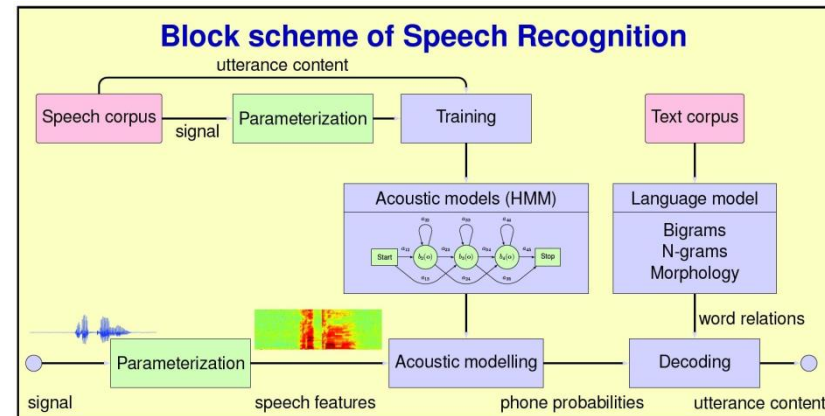 Block scheme of Speech Recognition
utterance content
Speech corpus
signal
Parameterization
Training
Text corpus
Acoustic models (HMM)
Start
Stop
Language model
Bigrams
N-grams
Morphology
word relations
Parameterization
Acoustic modelling
Decoding
signal
speech features
phone probabilities
utterance content